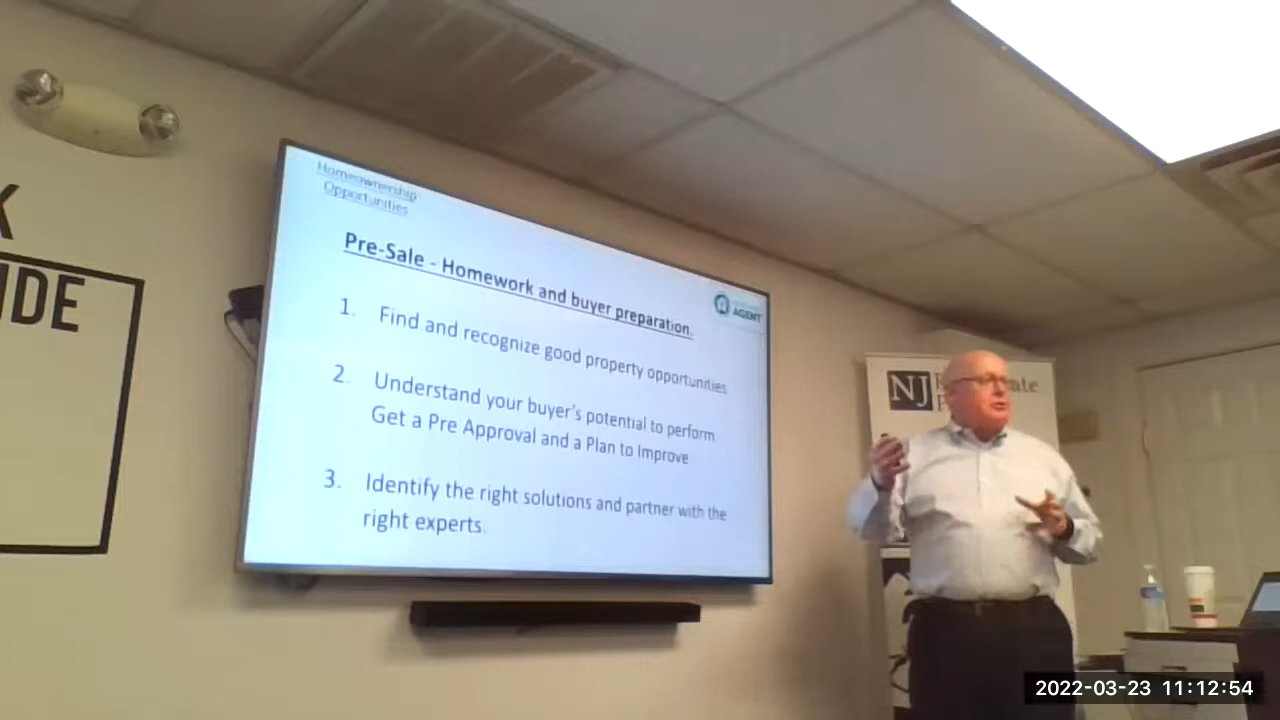 K
IDE
Homeownership
Opportunities
Pre-Sale - Homework and buyer preparation.
AGENT
1. Find and recognize good property opportunities
2. Understand your buyer's potential to perform
Get a Pre Approval and a Plan to Improve
3. Identify the right solutions and partner with the
right experts.
NJ
2022-03-23 11:12:54